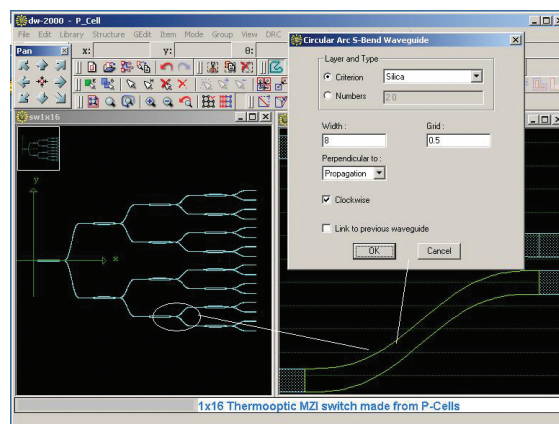 dw-2000 - P_Cell
File Edit Library Structure GEdit Item Mode Group View DRC
Pan x: y: θ:
Circular Arc S-Bend Waveguide
Layer and Type
Criterion Silica
Numbers 2.0
Width : Grid :
8 0.5
Perpendicular to :
Propagation
Clockwise
Link to previous waveguide
OK Cancel
sw1x16
y
x
1x16 Thermooptic MZI switch made from P-Cells